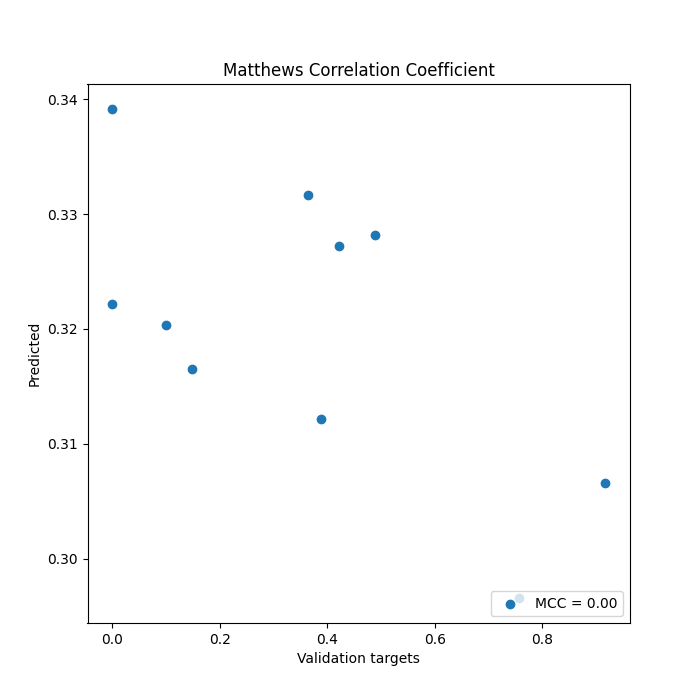 Matthews Correlation Coefficient
0.34
0.33
0.32
0.31
0.30
Predicted
MCC = 0.00
0.0 0.2 0.4 0.6 0.8
Validation targets